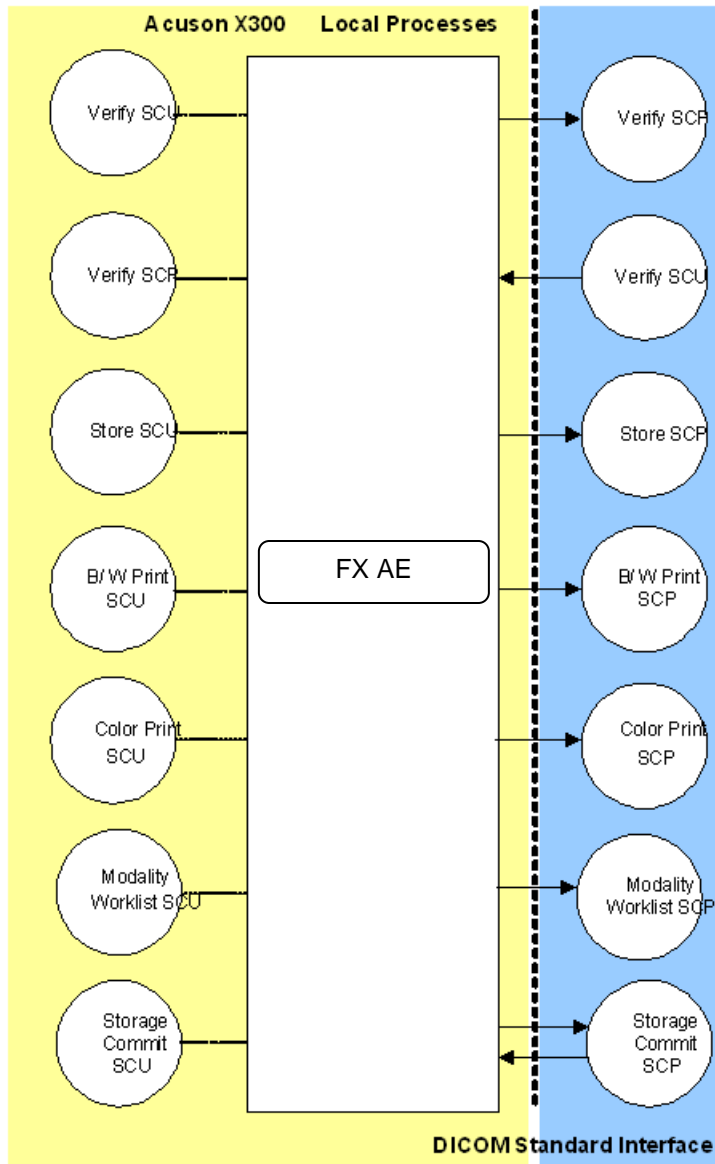 Acuson X300 Local Processes
Verify SCU
Verify SCP
Verify SCP
Verify SCU
Store SCU
Store SCP
B/W Print
SCU
FX AE
B/W Print
SCP
Color Print
SCU
Color Print
SCP
Modality
Worklist SCU
Modality
Worklist SCP
Storage
Commit
SCU
Storage
Commit
SCP
DICOM Standard Interface